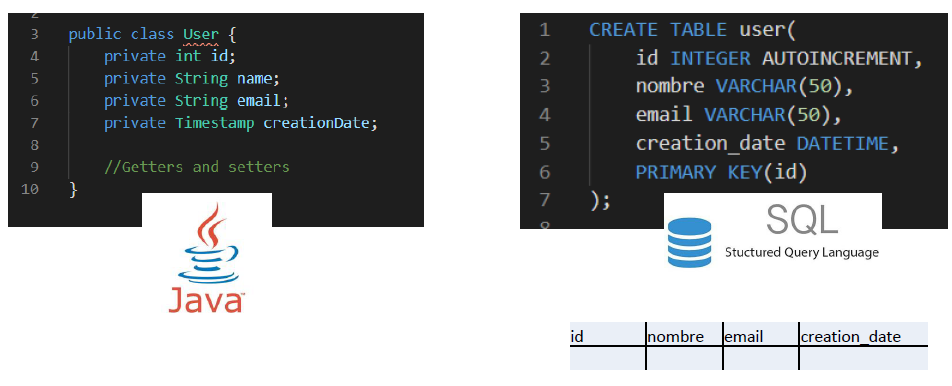 3 public class User {
4 private int id;
5 private String name;
6 private String email;
7 private Timestamp creationDate;
8
9 //Getters and setters
10 }
Java™
1 CREATE TABLE user(
2 id INTEGER AUTOINCREMENT,
3 nombre VARCHAR(50),
4 email VARCHAR(50),
5 creation_date DATETIME,
6 PRIMARY KEY(id)
7 );
SQL
Stuctured Query Language
id nombre email creation_date